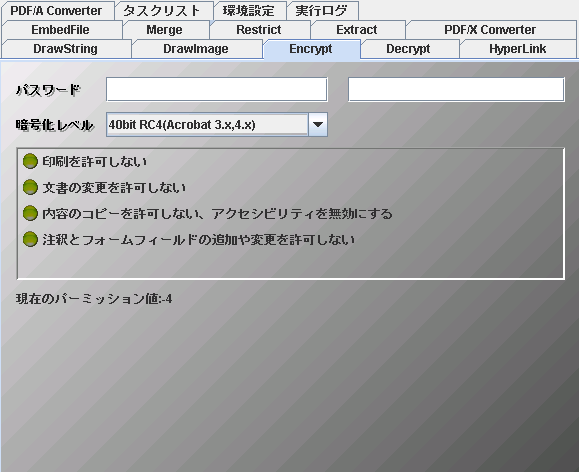 PDF/A Converter タスクリスト 環境設定 実行ログ
EmbedFile Merge Restrict Extract PDF/X Converter
DrawString DrawImage Encrypt Decrypt HyperLink
パスワード
暗号化レベル 40bit RC4(Acrobat 3.x,4.x)
印刷を許可しない
文書の変更を許可しない
内容のコピーを許可しない、アクセシビリティを無効にする
注釈とフォームフィールドの追加や変更を許可しない
現在のパーミッション値:-4